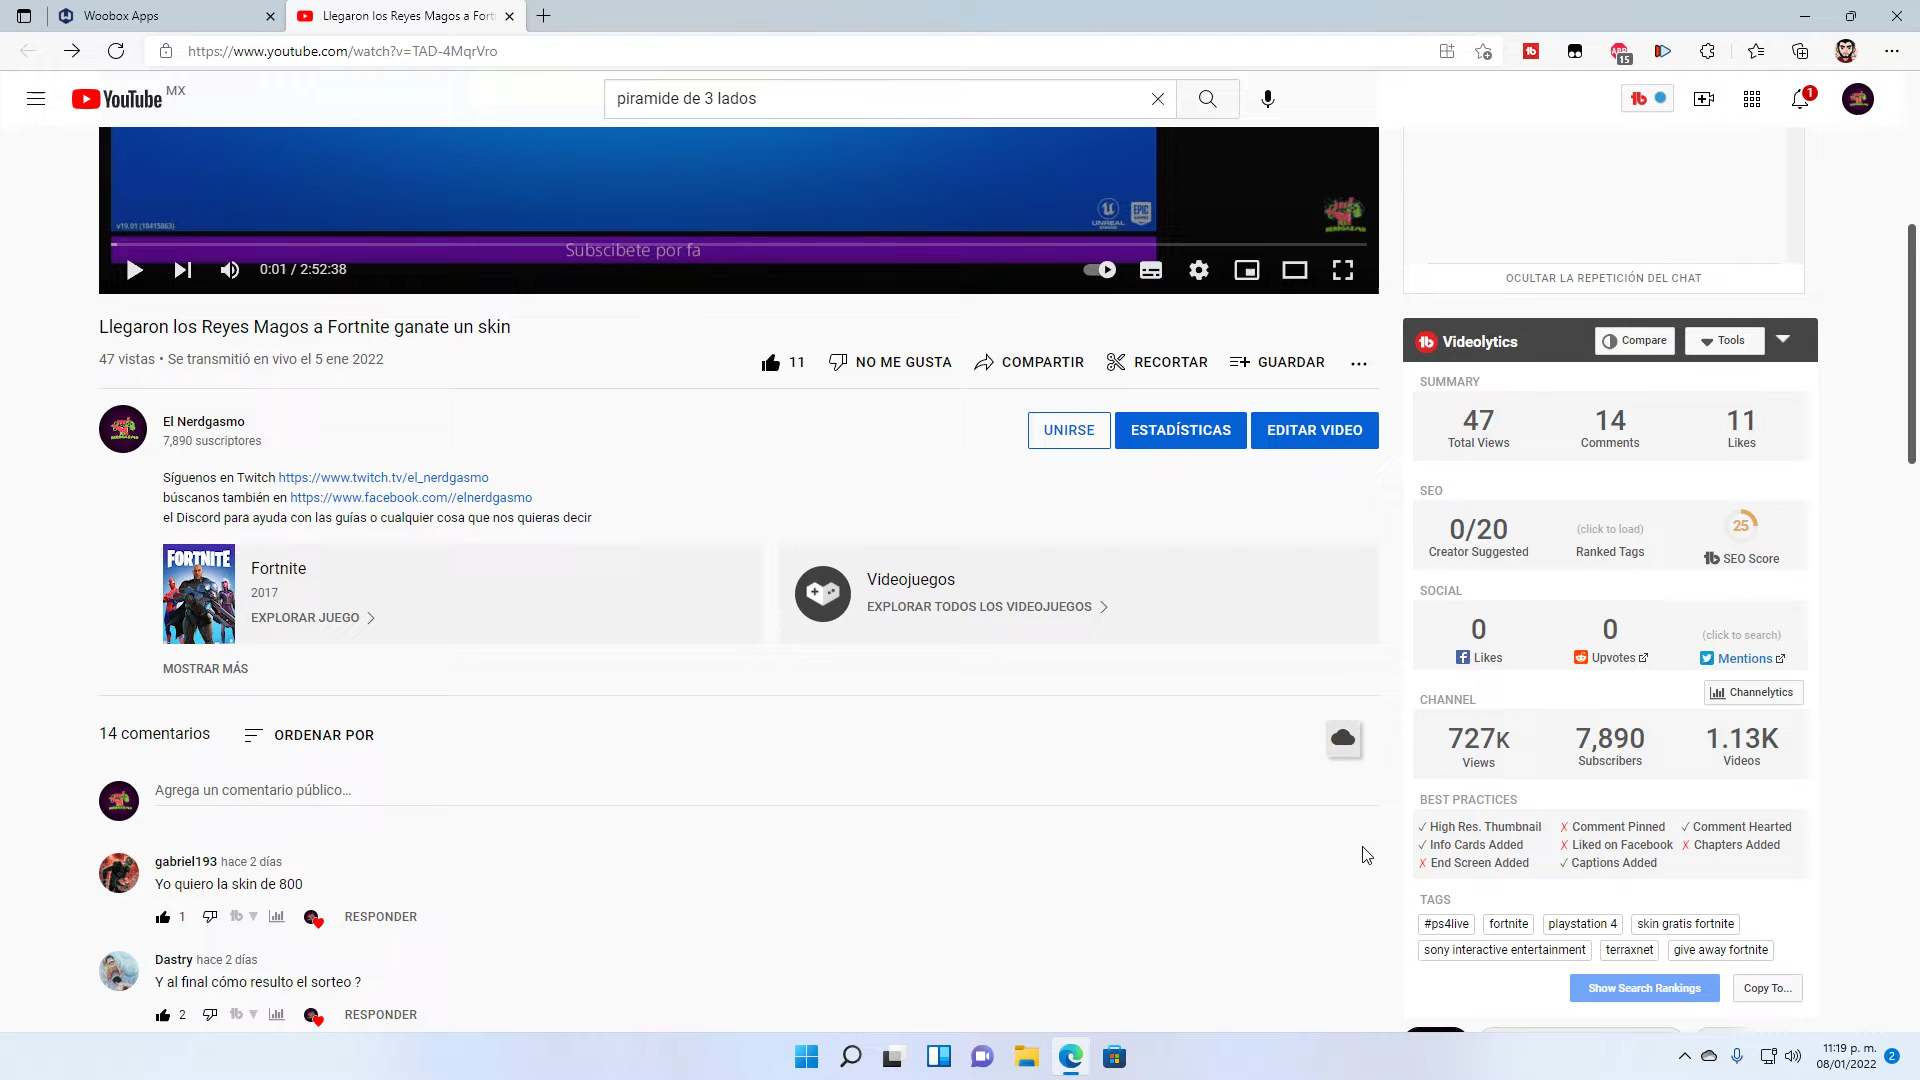 Woobox Apps
Llegaron los Reyes Magos a Fort
https://www.youtube.com/watch?v=TAD-4MqrVro
15
YouTube MX
piramide de 3 lados
1
v19.01 (18415863)
UNREAL
EPIC GAMES
NERDGASMO
Subscibete por fa
0:01 / 2:52:38
OCULTAR LA REPETICIÓN DEL CHAT
Llegaron los Reyes Magos a Fortnite ganate un skin
47 vistas • Se transmitió en vivo el 5 ene 2022
11
NO ME GUSTA
COMPARTIR
RECORTAR
GUARDAR
El Nerdgasmo
7,890 suscriptores
UNIRSE
ESTADÍSTICAS
EDITAR VIDEO
Síguenos en Twitch https://www.twitch.tv/el_nerdgasmo
búscanos también en https://www.facebook.com//elnerdgasmo
el Discord para ayuda con las guías o cualquier cosa que nos quieras decir
FORTNITE
Fortnite
2017
EXPLORAR JUEGO
Videojuegos
EXPLORAR TODOS LOS VIDEOJUEGOS
MOSTRAR MÁS
14 comentarios
ORDENAR POR
Agrega un comentario público...
gabriel193 hace 2 días
Yo quiero la skin de 800
1
RESPONDER
Dastry hace 2 días
Y al final cómo resulto el sorteo ?
2
RESPONDER
Videolytics
Compare
Tools
SUMMARY
47 14 11
Total Views Comments Likes
SEO
0/20 (click to load) 25
Creator Suggested Ranked Tags SEO Score
SOCIAL
0 0 (click to search)
Likes Upvotes Mentions
CHANNEL
Channelytics
727K 7,890 1.13K
Views Subscribers Videos
BEST PRACTICES
✓ High Res. Thumbnail ✗ Comment Pinned ✓ Comment Hearted
✓ Info Cards Added ✗ Liked on Facebook ✗ Chapters Added
✗ End Screen Added ✓ Captions Added
TAGS
#ps4live fortnite playstation 4 skin gratis fortnite
sony interactive entertainment terraxnet give away fortnite
Show Search Rankings
Copy To...
11:19 p. m.
08/01/2022
2